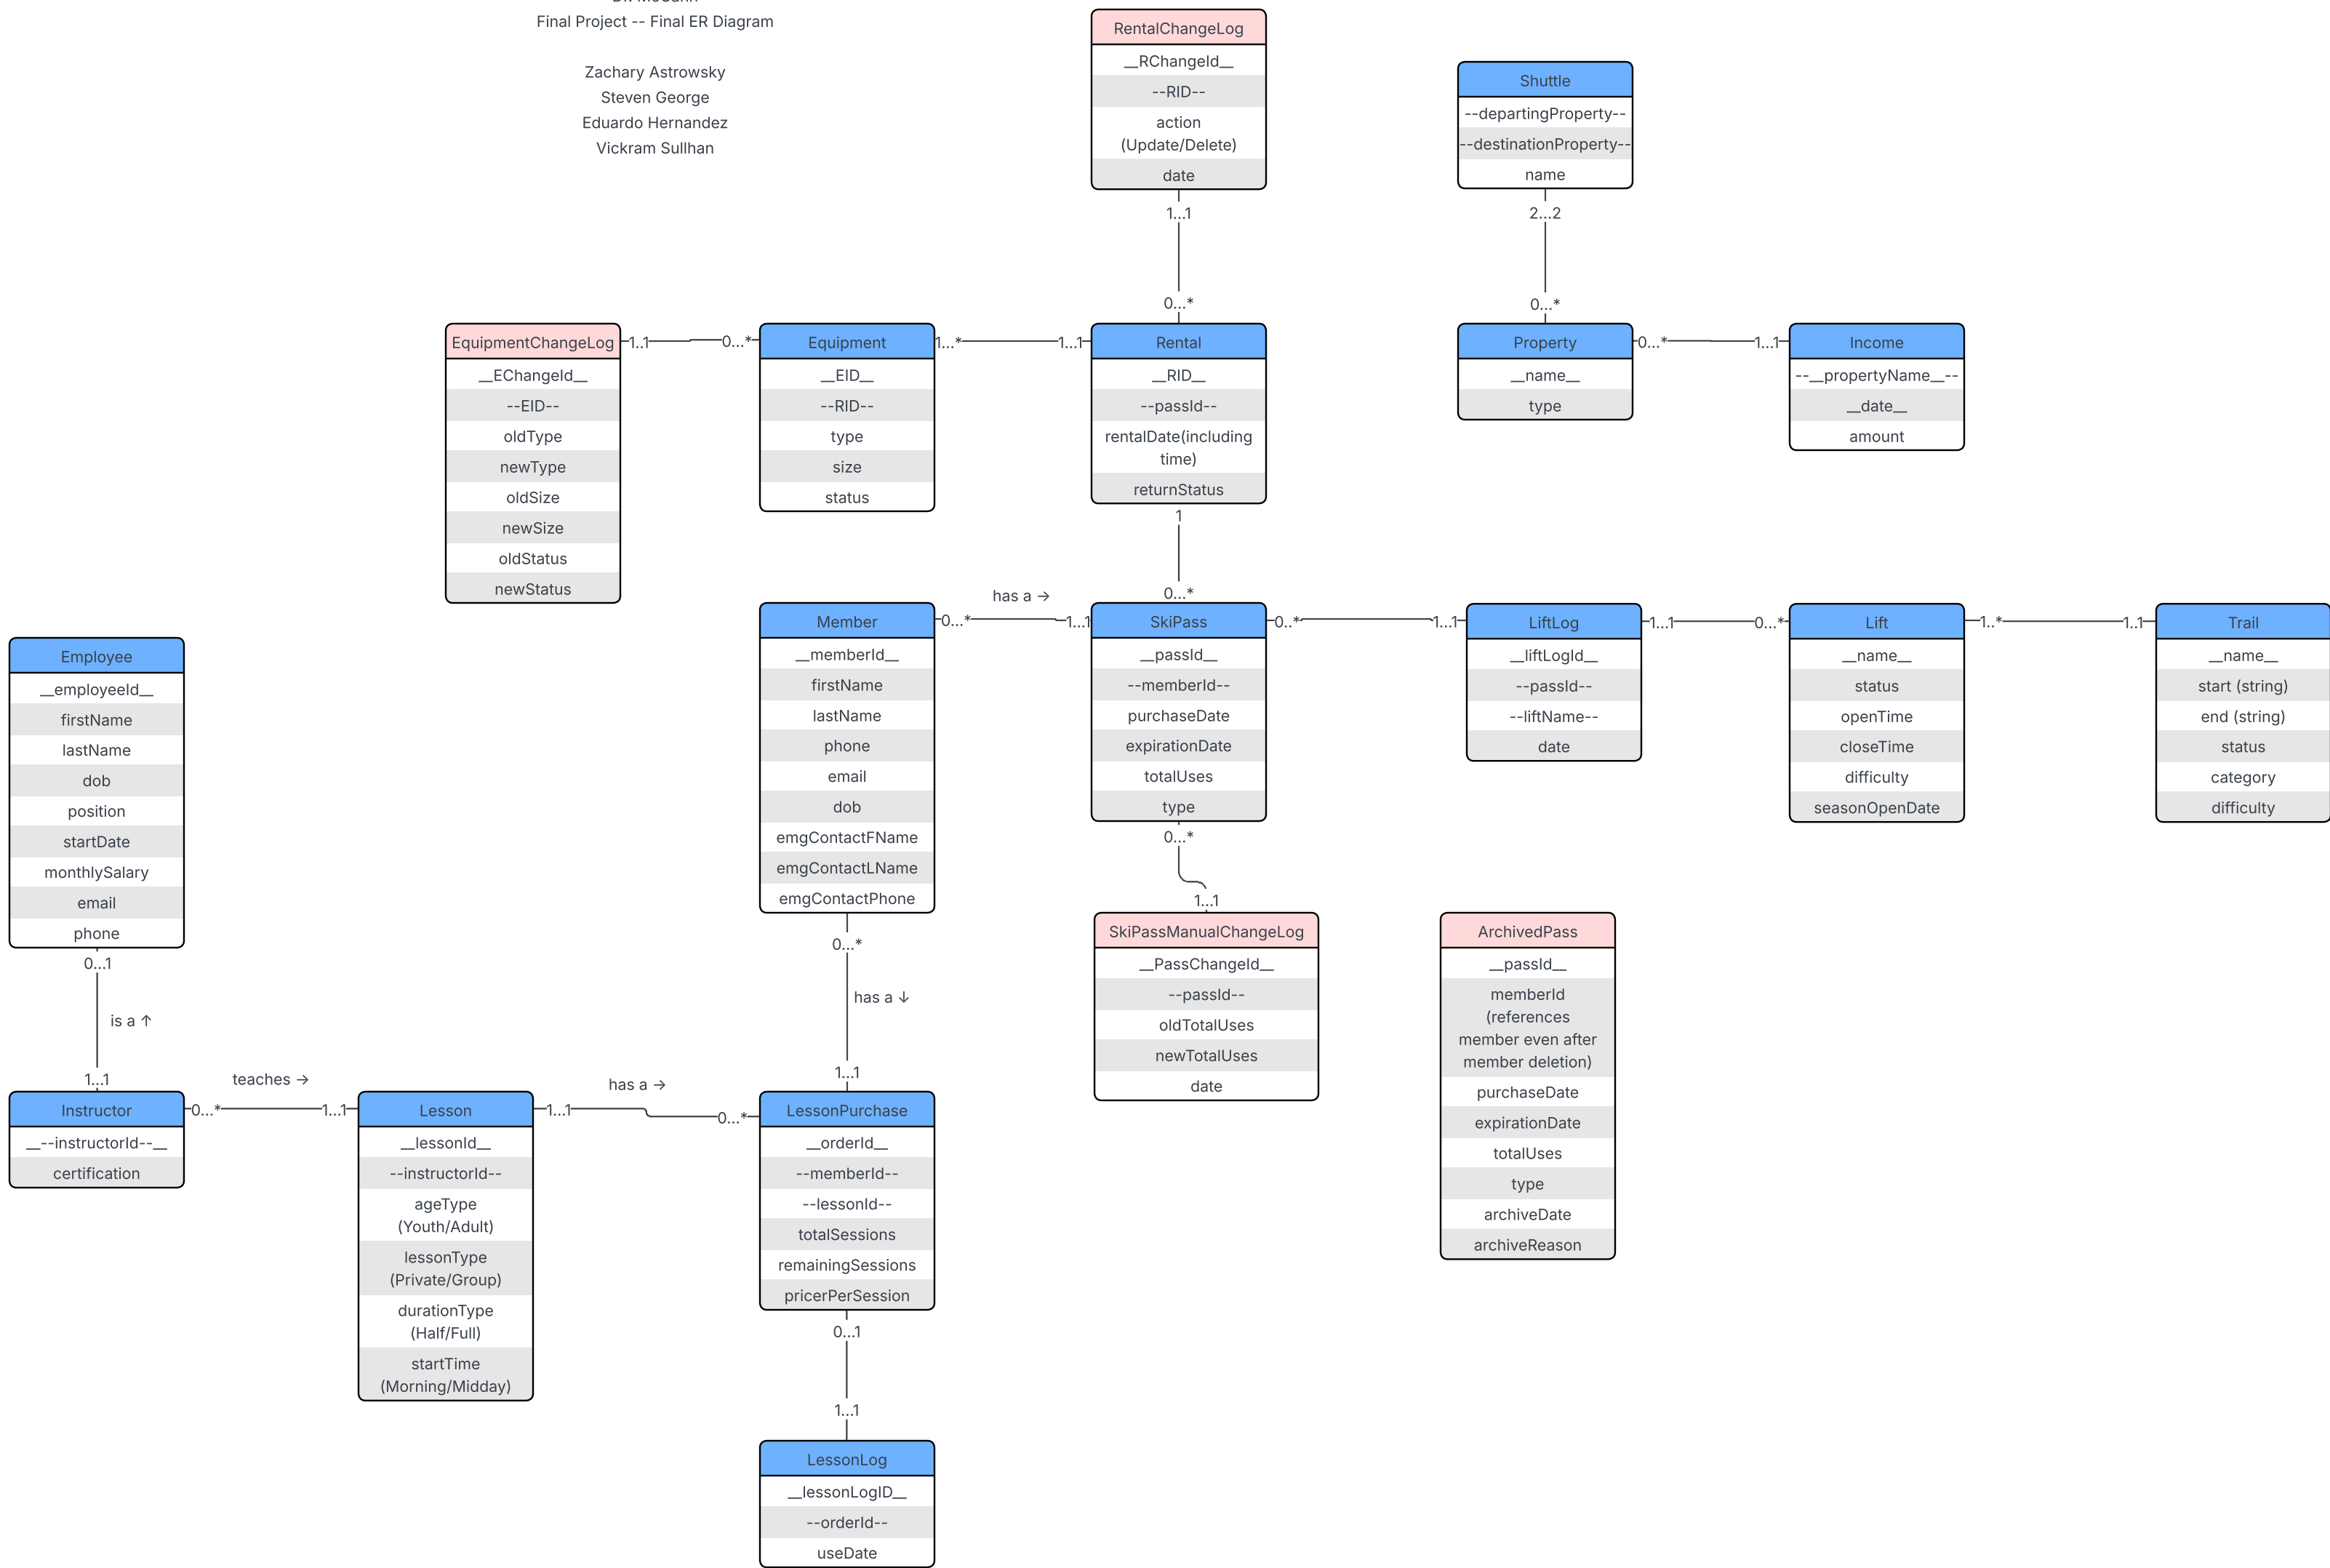 Final Project -- Final ER Diagram
Zachary Astrowsky
Steven George
Eduardo Hernandez
Vickram Sullhan
RentalChangeLog
__RChangeId__
--RID--
action
(Update/Delete)
date
1...1
0...*
Shuttle
--departingProperty--
--destinationProperty--
name
2...2
0...*
EquipmentChangeLog
__EChangeId__
--EID--
oldType
newType
oldSize
newSize
oldStatus
newStatus
1..1
0...*
Equipment
__EID__
--RID--
type
size
status
1...*
1...1
Rental
__RID__
--passId--
rentalDate(including
time)
returnStatus
1
0...*
Property
__name__
type
0...*
1...1
Income
--__propertyName__--
__date__
amount
Employee
__employeeId__
firstName
lastName
dob
position
startDate
monthlySalary
email
phone
0...1
is a ↑
1...1
Member
__memberId__
firstName
lastName
phone
email
dob
emgContactFName
emgContactLName
emgContactPhone
has a →
0...*
1...1
0...*
has a ↓
1...1
SkiPass
__passId__
--memberId--
purchaseDate
expirationDate
totalUses
type
0..*
1...1
0...*
1...1
LiftLog
__liftLogId__
--passId--
--liftName--
date
1...1
0...*
Lift
__name__
status
openTime
closeTime
difficulty
seasonOpenDate
1..*
1..1
Trail
__name__
start (string)
end (string)
status
category
difficulty
SkiPassManualChangeLog
__PassChangeId__
--passId--
oldTotalUses
newTotalUses
date
ArchivedPass
__passId__
memberId
(references
member even after
member deletion)
purchaseDate
expirationDate
totalUses
type
archiveDate
archiveReason
Instructor
__--instructorId--__
certification
teaches →
0...*
1...1
Lesson
__lessonId__
--instructorId--
ageType
(Youth/Adult)
lessonType
(Private/Group)
durationType
(Half/Full)
startTime
(Morning/Midday)
has a →
1...1
0...*
LessonPurchase
__orderId__
--memberId--
--lessonId--
totalSessions
remainingSessions
pricerPerSession
0...1
1...1
LessonLog
__lessonLogID__
--orderId--
useDate